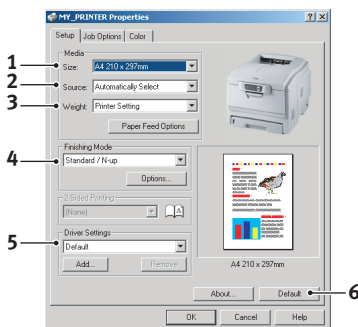 MY_PRINTER Properties
Setup Job Options Color
Media
1 Size: A4 210 x 297mm
2 Source: Automatically Select
3 Weight: Printer Setting
Paper Feed Options
Finishing Mode
4 Standard / N-up
Options...
2 Sided Printing
[None]
Driver Settings
5 Default
Add... Remove
A4 210 x 297mm
About... Default 6
OK Cancel Help